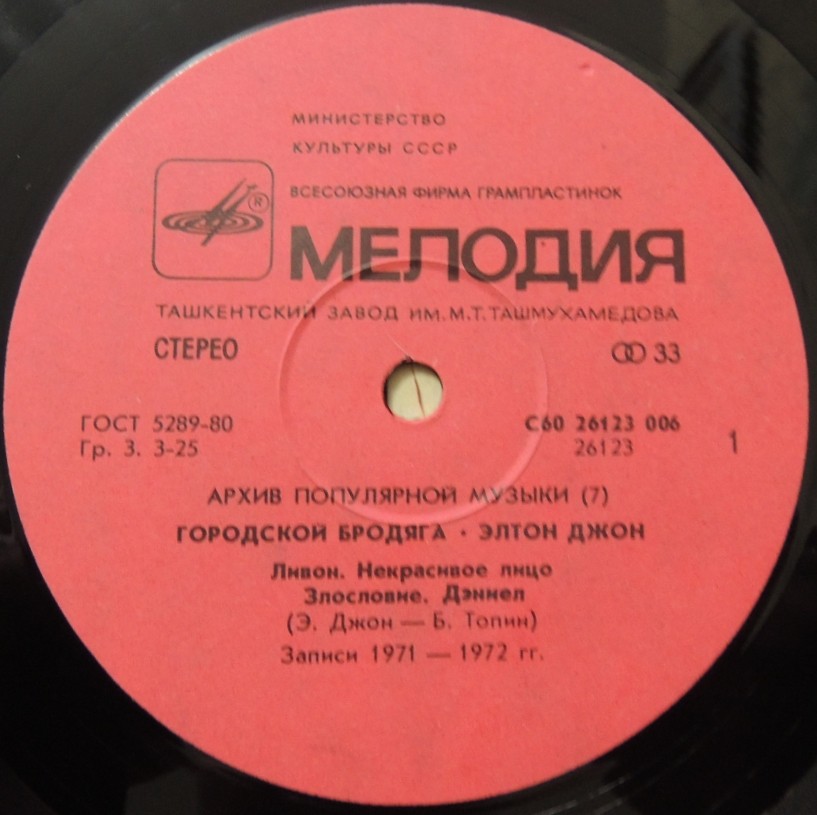 МИНИСТЕРСТВО
КУЛЬТУРЫ СССР
ВСЕСОЮЗНАЯ ФИРМА ГРАМПЛАСТИНОК
®
МЕЛОДИЯ
ТАШКЕНТСКИЙ ЗАВОД ИМ. М. Т. ТАШМУХАМЕДОВА
СТЕРЕО 33
ГОСТ 5289-80 С60 26123 006
Гр. 3. 3-25 26123 1
АРХИВ ПОПУЛЯРНОЙ МУЗЫКИ (7)
ГОРОДСКОЙ БРОДЯГА · ЭЛТОН ДЖОН
Ливон. Некрасивое лицо
Злословие. Дэниел
(Э. Джон — Б. Топин)
Записи 1971 — 1972 гг.